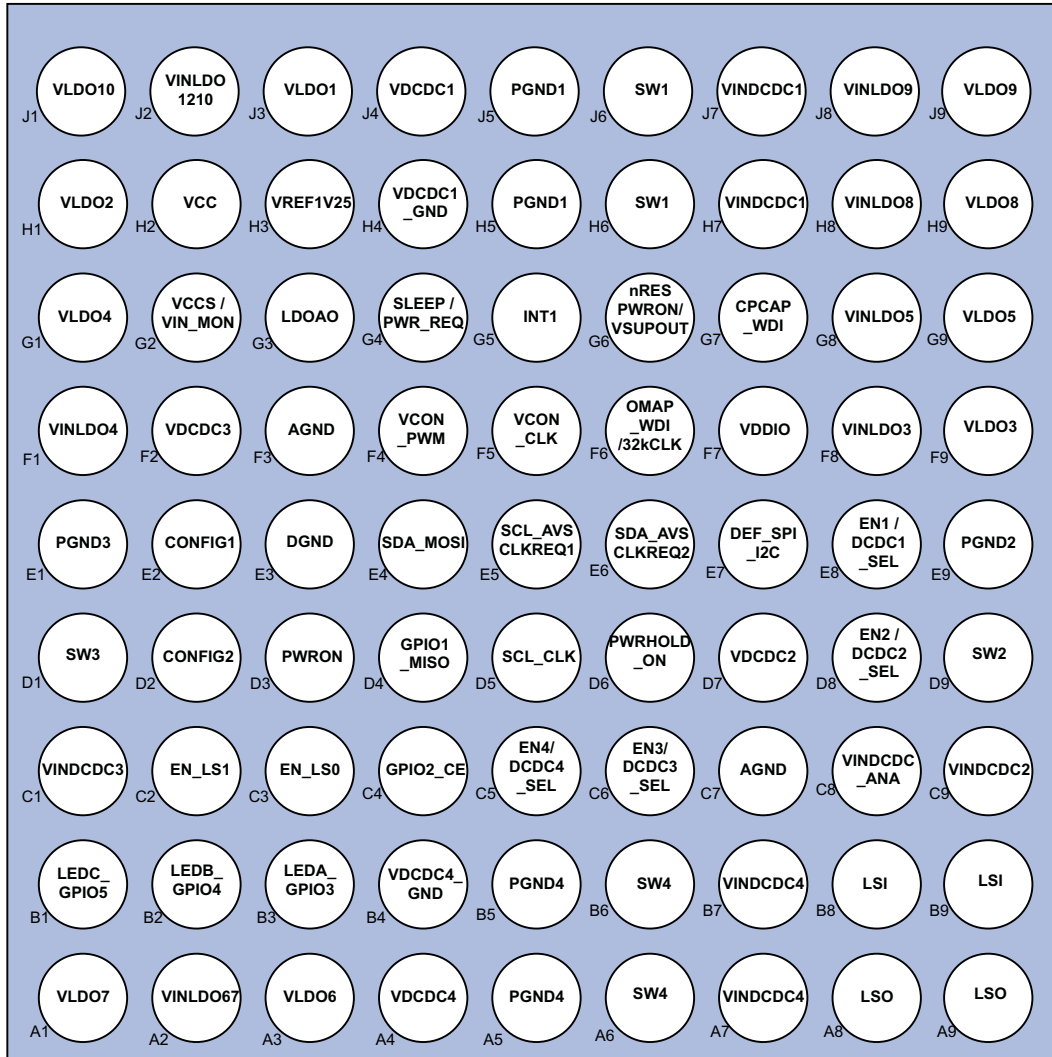 VLDO10
VINLDO
1210
VLDO1
VDCDC1
PGND1
SW1
VINDCDC1
VINLDO9
VLDO9
J1
J2
J3
J4
J5
J6
J7
J8
J9
VLDO2
VCC
VREF1V25
VDCDC1
_GND
PGND1
SW1
VINDCDC1
VINLDO8
VLDO8
H1
H2
H3
H4
H5
H6
H7
H8
H9
VLDO4
VCCS /
VIN_MON
LDOAO
SLEEP /
PWR_REQ
INT1
nRES
PWRON/
VSUPOUT
CPCAP
_WDI
VINLDO5
VLDO5
G1
G2
G3
G4
G5
G6
G7
G8
G9
VINLDO4
VDCDC3
AGND
VCON
_PWM
VCON
_CLK
OMAP
_WDI
/32kCLK
VDDIO
VINLDO3
VLDO3
F1
F2
F3
F4
F5
F6
F7
F8
F9
PGND3
CONFIG1
DGND
SDA_MOSI
SCL_AVS
CLKREQ1
SDA_AVS
CLKREQ2
DEF_SPI
_I2C
EN1 /
DCDC1
_SEL
PGND2
E1
E2
E3
E4
E5
E6
E7
E8
E9
SW3
CONFIG2
PWRON
GPIO1
_MISO
SCL_CLK
PWRHOLD
_ON
VDCDC2
EN2 /
DCDC2
_SEL
SW2
D1
D2
D3
D4
D5
D6
D7
D8
D9
VINDCDC3
EN_LS1
EN_LS0
GPIO2_CE
EN4/
DCDC4
_SEL
EN3/
DCDC3
_SEL
AGND
VINDCDC
_ANA
VINDCDC2
C1
C2
C3
C4
C5
C6
C7
C8
C9
LEDC_
GPIO5
LEDB_
GPIO4
LEDA_
GPIO3
VDCDC4_
GND
PGND4
SW4
VINDCDC4
LSI
LSI
B1
B2
B3
B4
B5
B6
B7
B8
B9
VLDO7
VINLDO67
VLDO6
VDCDC4
PGND4
SW4
VINDCDC4
LSO
LSO
A1
A2
A3
A4
A5
A6
A7
A8
A9